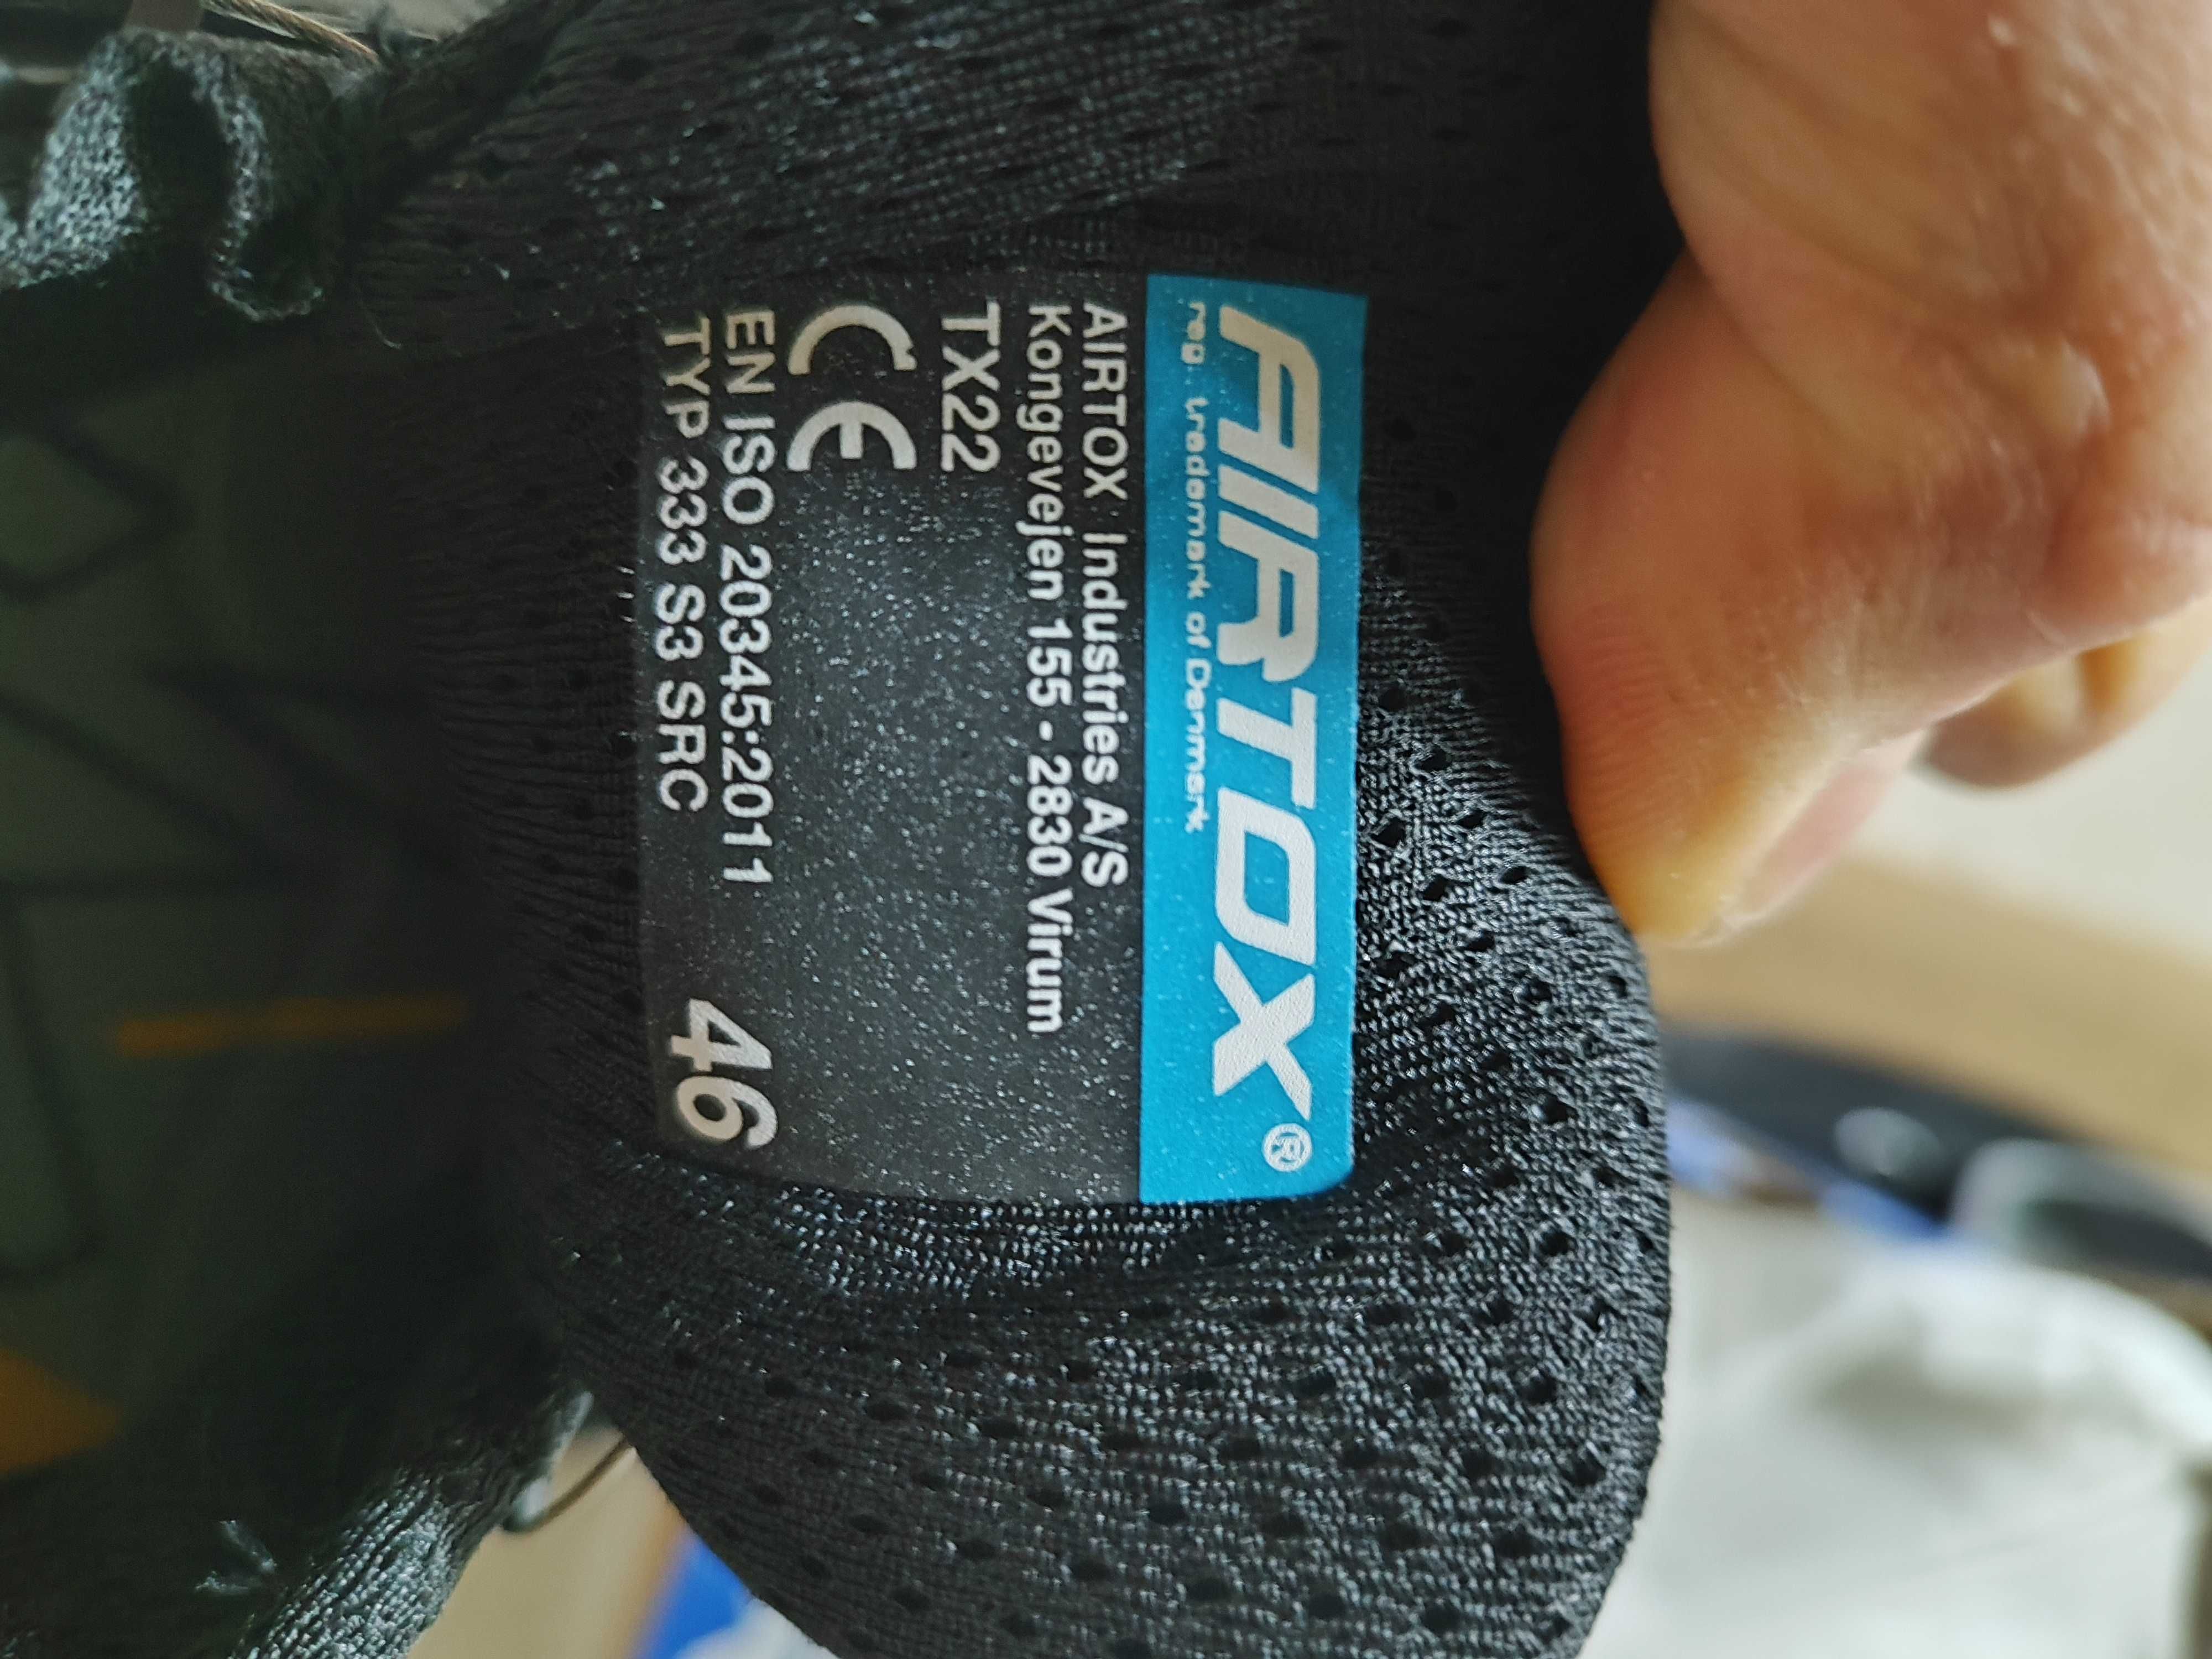 AIRTOX®
reg. trademark of Denmark
AIRTOX Industries A/S
Kongevejen 155 - 2830 Virum
TX22
CE
EN ISO 20345:2011
TYP 333 S3 SRC 46